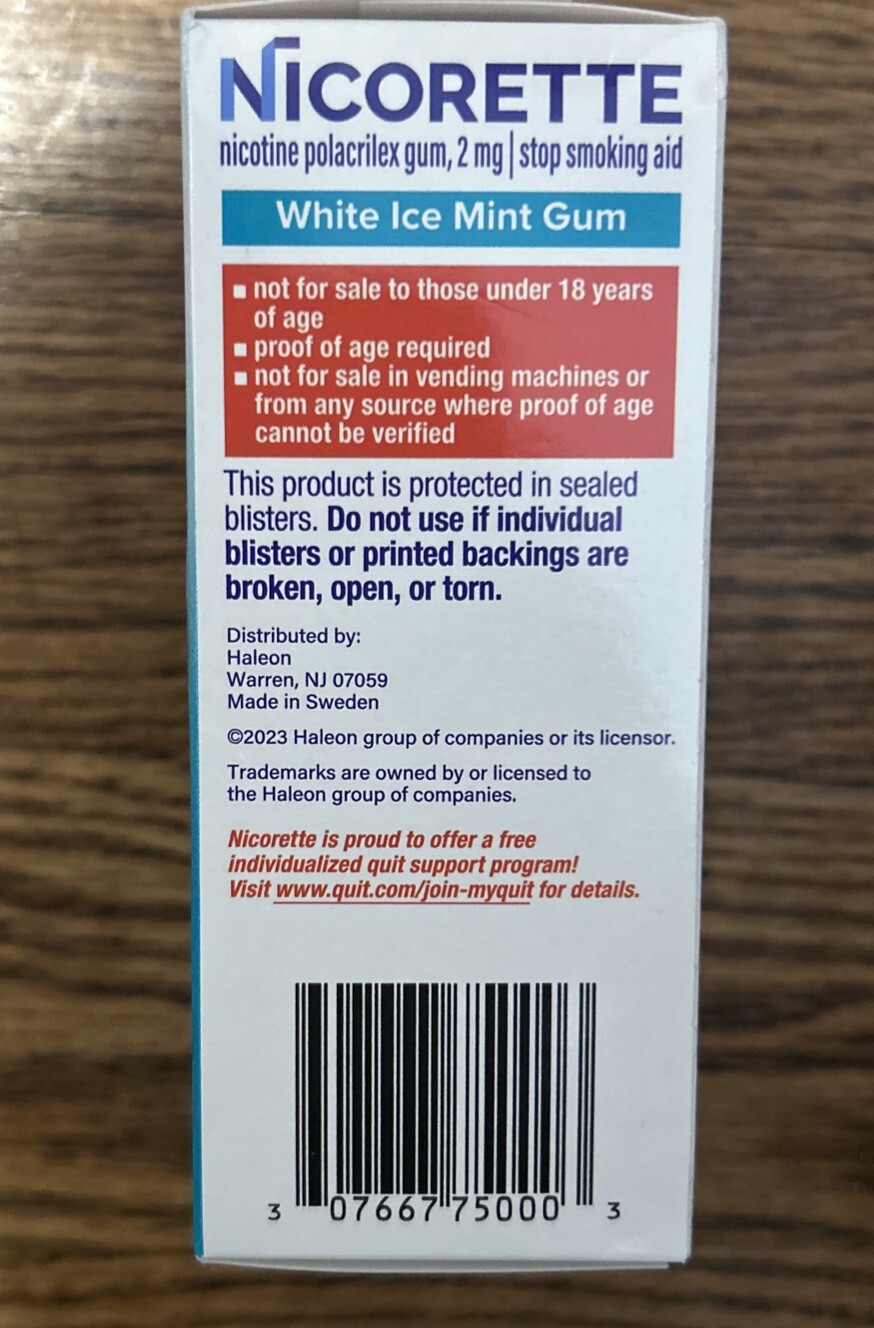 NICORETTE
nicotine polacrilex gum, 2 mg | stop smoking aid
White Ice Mint Gum
▪ not for sale to those under 18 years
of age
▪ proof of age required
▪ not for sale in vending machines or
from any source where proof of age
cannot be verified
This product is protected in sealed
blisters. Do not use if individual
blisters or printed backings are
broken, open, or torn.
Distributed by:
Haleon
Warren, NJ 07059
Made in Sweden
©2023 Haleon group of companies or its licensor.
Trademarks are owned by or licensed to
the Haleon group of companies.
Nicorette is proud to offer a free
individualized quit support program!
Visit www.quit.com/join-myquit for details.
3 07667 75000 3